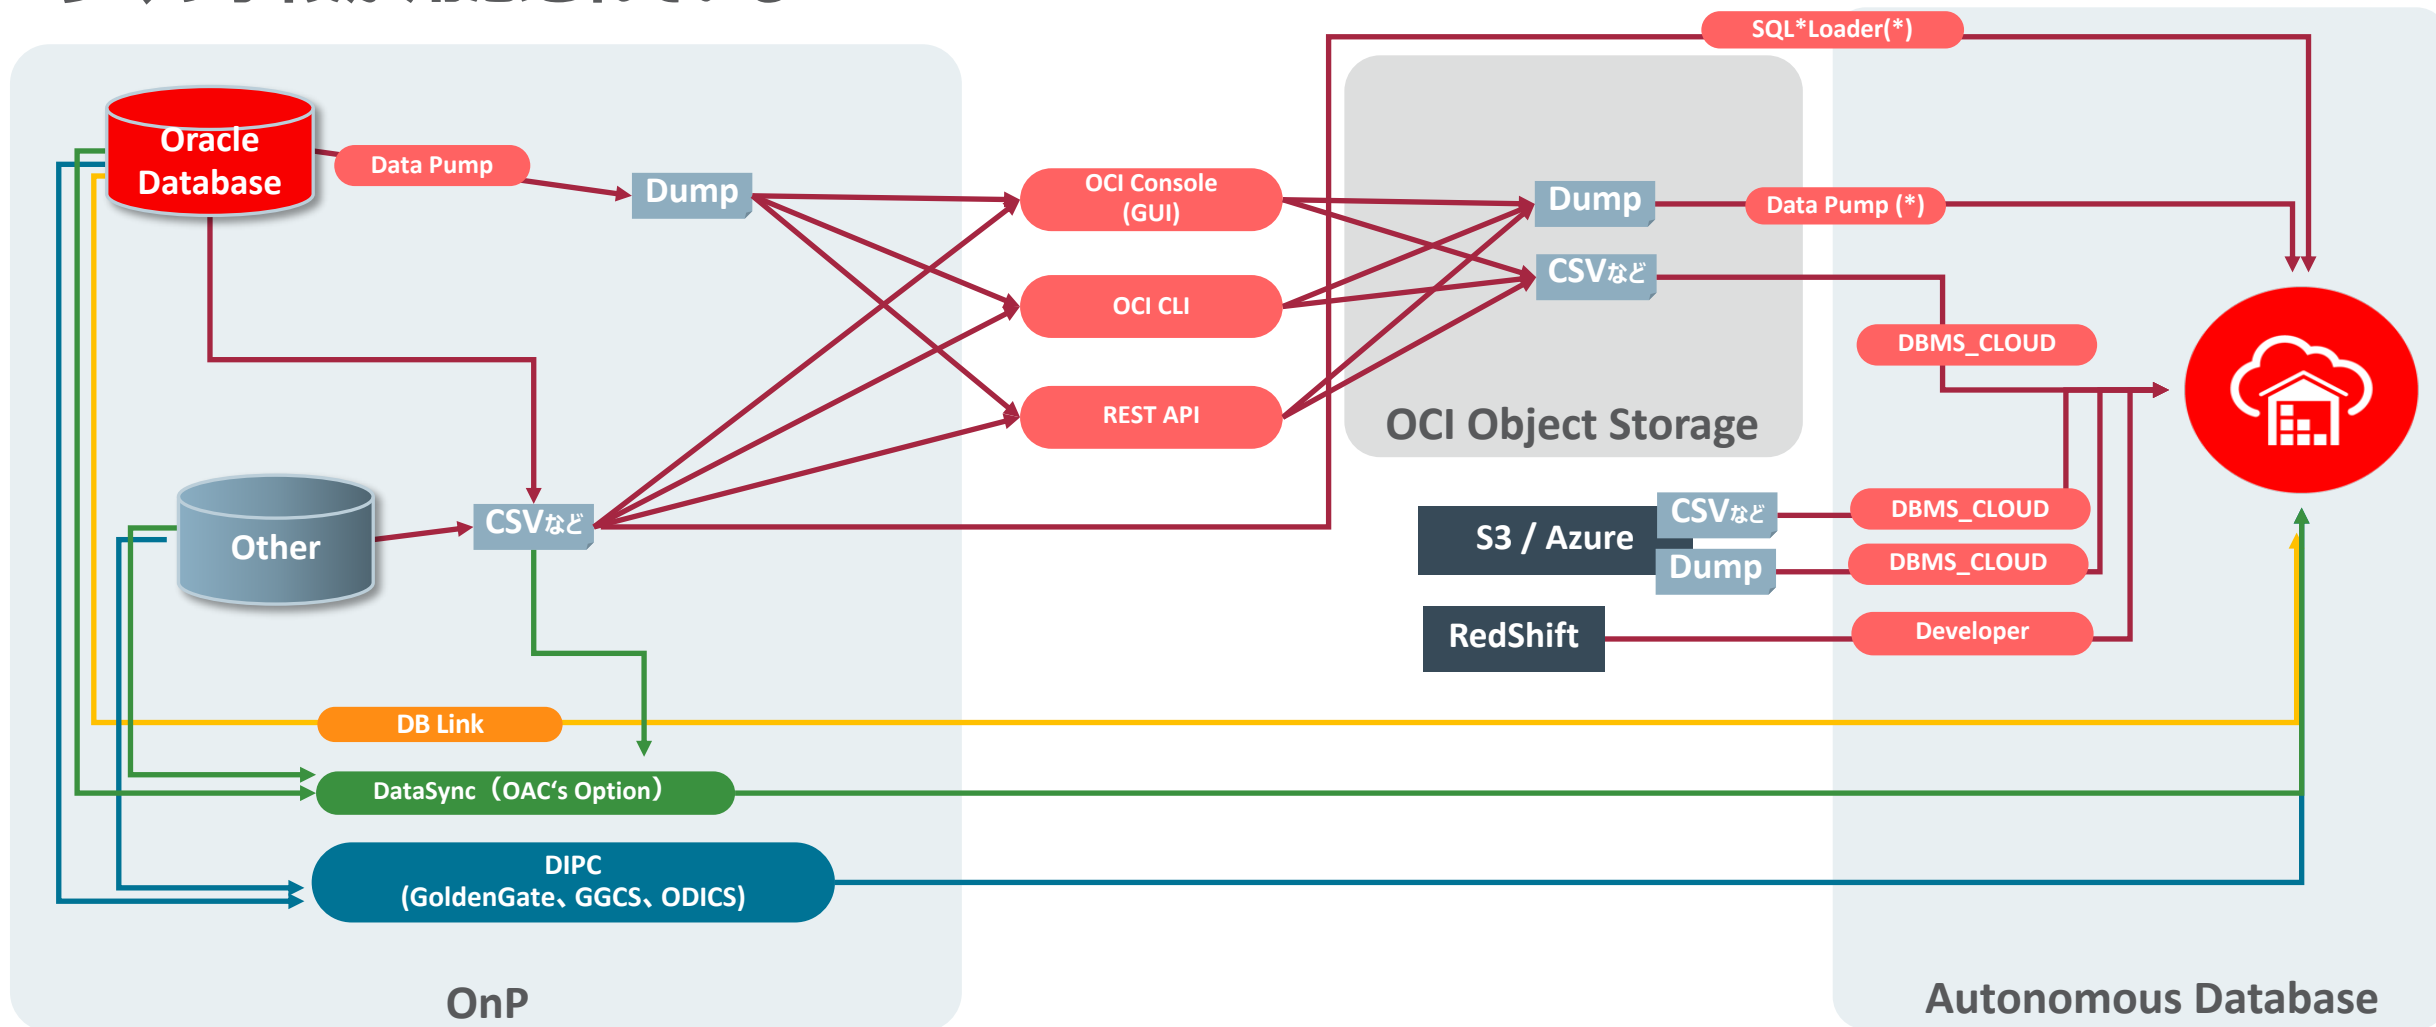 SQL*Loader(*)
Oracle
Database
Data Pump
Dump
OCI Console
(GUI)
Dump
Data Pump (*)
CSVなど
OCI CLI
DBMS_CLOUD
REST API
OCI Object Storage
CSVなど
Other
S3 / Azure
CSVなど
DBMS_CLOUD
Dump
DBMS_CLOUD
RedShift
Developer
DB Link
DataSync（OAC‘s Option）
DIPC
(GoldenGate、GGCS、ODICS)
OnP
Autonomous Database